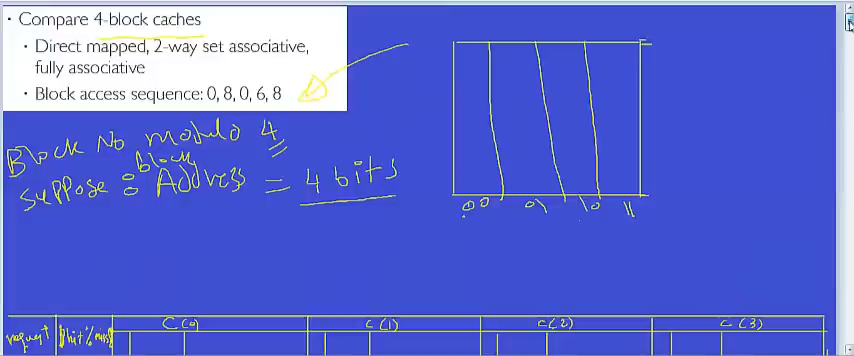 • Compare 4-block caches
• Direct mapped, 2-way set associative,
fully associative
• Block access sequence: 0, 8, 0, 6, 8
Block No modulo 4
block
Suppose : Address = 4 bits
00 01 10 11
request hit/miss C(0) C(1) C(2) C(3)